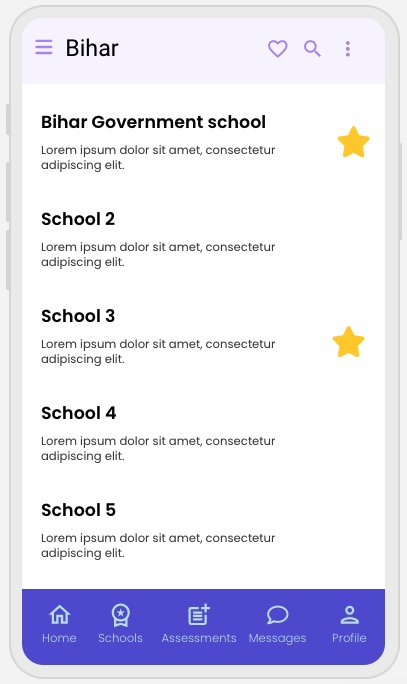 Bihar
Bihar Government school
Lorem ipsum dolor sit amet, consectetur
adipiscing elit.
School 2
Lorem ipsum dolor sit amet, consectetur
adipiscing elit.
School 3
Lorem ipsum dolor sit amet, consectetur
adipiscing elit.
School 4
Lorem ipsum dolor sit amet, consectetur
adipiscing elit.
School 5
Lorem ipsum dolor sit amet, consectetur
adipiscing elit.
Home Schools Assessments Messages Profile